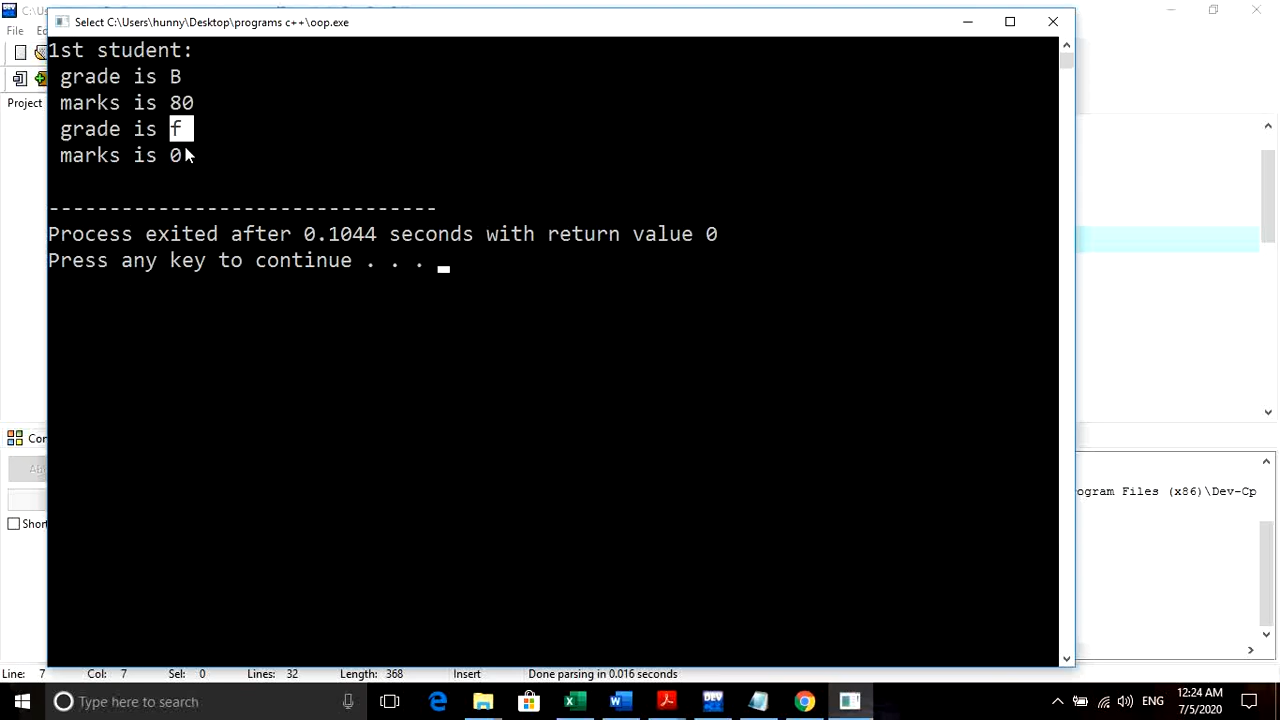 Select C:\Users\hunny\Desktop\programs c++\oop.exe
C:\U
File
Project
1st student:
grade is B
marks is 80
grade is f
marks is 0
--------------------------------
Process exited after 0.1044 seconds with return value 0
Press any key to continue . . .
Short
ogram Files (x86)\Dev-Cp
Line: 7 Col: 7 Sel: 0 Lines: 32 Length: 368 Insert Done parsing in 0.016 seconds
Type here to search
DEV
ENG
12:24 AM
7/5/2020